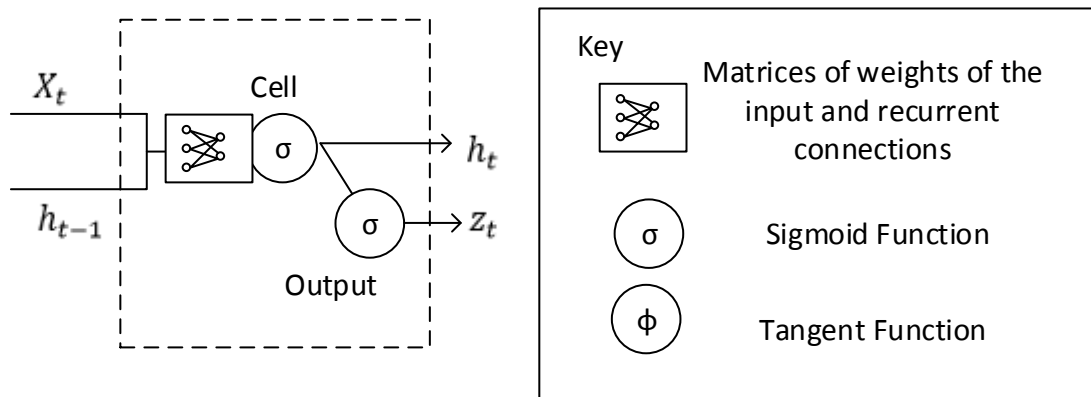 X_t
Cell
σ
h_t
h_{t-1}
σ
z_t
Output
Key
Matrices of weights of the
input and recurrent
connections
σ
Sigmoid Function
ϕ
Tangent Function